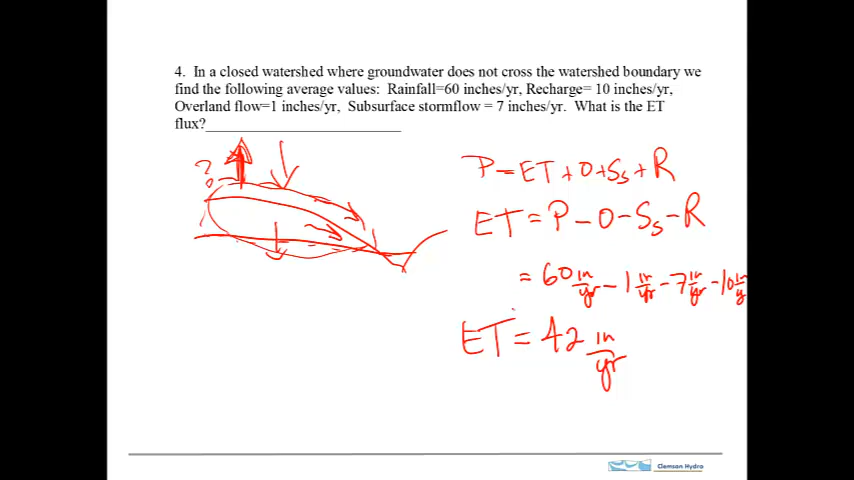 4. In a closed watershed where groundwater does not cross the watershed boundary we
find the following average values: Rainfall=60 inches/yr, Recharge= 10 inches/yr,
Overland flow=1 inches/yr, Subsurface stormflow = 7 inches/yr. What is the ET
flux?
?
P=ET+O+Ss+R
ET=P-O-Ss-R
=60 in/yr-1 in/yr-7 in/yr-10 in/y
ET=42 in/yr
Clemson Hydro